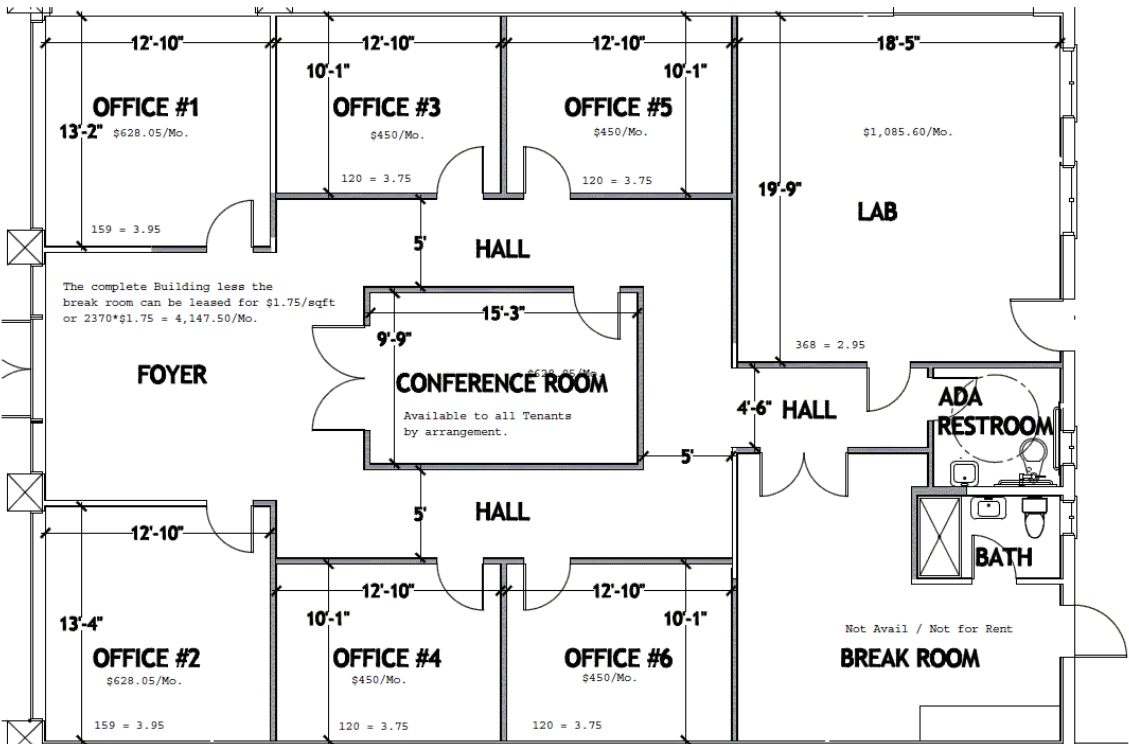 12'-10"
12'-10"
12'-10"
18'-5"
10'-1"
10'-1"
OFFICE #1
OFFICE #3
OFFICE #5
13'-2"
$628.05/Mo.
$450/Mo.
$450/Mo.
$1,085.60/Mo.
120 = 3.75
120 = 3.75
19'-9"
LAB
159 = 3.95
5'
HALL
The complete Building less the
break room can be leased for $1.75/sqft
or 2370*$1.75 = 4,147.50/Mo.
15'-3"
9'-9"
368 = 2.95
FOYER
$628.05/Mo.
CONFERENCE ROOM
Available to all Tenants
by arrangement.
4'-6"
HALL
ADA
RESTROOM
5'
5'
HALL
12'-10"
BATH
12'-10"
12'-10"
13'-4"
10'-1"
10'-1"
Not Avail / Not for Rent
OFFICE #2
OFFICE #4
OFFICE #6
BREAK ROOM
$628.05/Mo.
$450/Mo.
$450/Mo.
159 = 3.95
120 = 3.75
120 = 3.75